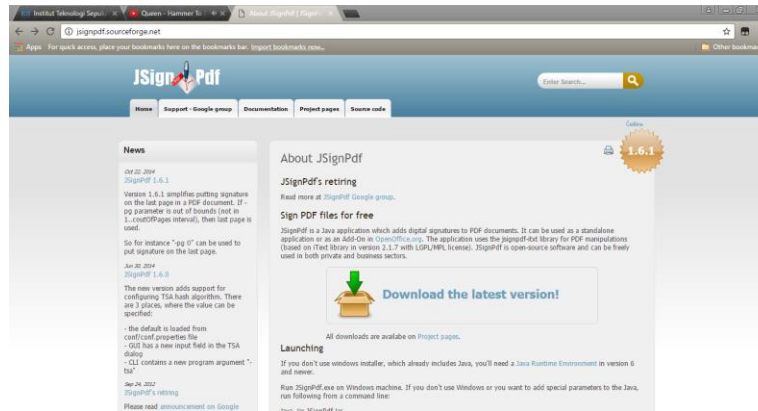 Institut Teknologi Sepul
Queen - Hammer To
About JSignPdf | JSignP
jsignpdf.sourceforge.net
Apps For quick access, place your bookmarks here on the bookmarks bar. Import bookmarks now...
Other bookmar
JSignPdf
Enter Search...
Home Support - Google group Documentation Project pages Source code
Čeština
News
Oct 22, 2014
JSignPdf 1.6.1
Version 1.6.1 simplifies putting signature
on the last page in a PDF document. If -
pg parameter is out of bounds (not in
1..coutOfPages interval), then last page is
used.
So for instance "-pg 0" can be used to
put signature on the last page.
Jun 30, 2014
JSignPdf 1.6.0
The new version adds support for
configuring TSA hash algorithm. There
are 3 places, where the value can be
specified:
- the default is loaded from
conf/conf.properties file
- GUI has a new input field in the TSA
dialog
- CLI contains a new program argument "-
tsa"
Sep 24, 2012
JSignPdf's retiring
Please read announcement on Google
About JSignPdf
1.6.1
JSignPdf's retiring
Read more at JSignPdf Google group.
Sign PDF files for free
JSignPdf is a Java application which adds digital signatures to PDF documents. It can be used as a standalone
application or as an Add-On in OpenOffice.org. The application uses the jsignpdf-itxt library for PDF manipulations
(based on iText library in version 2.1.7 with LGPL/MPL license). JSignPdf is open-source software and can be freely
used in both private and business sectors.
Download the latest version!
All downloads are availabe on Project pages.
Launching
If you don't use windows installer, which already includes Java, you'll need a Java Runtime Environment in version 6
and newer.
Run JSignPdf.exe on Windows machine. If you don't use Windows or you want to add special parameters to the Java,
run following from a command line:
java -jar JSignPdf.jar